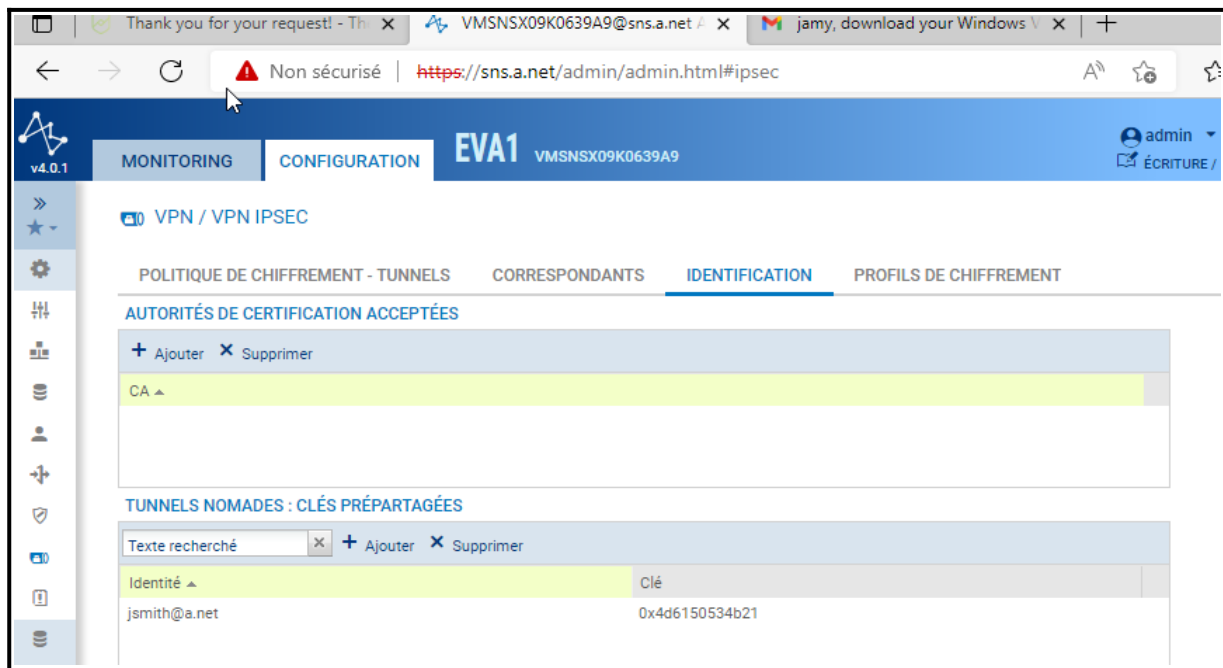 Thank you for your request! - Th
VMSNSX09K0639A9@sns.a.net A
jamy, download your Windows V
Non sécurisé | https://sns.a.net/admin/admin.html#ipsec
v4.0.1
MONITORING
CONFIGURATION
EVA1 VMSNSX09K0639A9
admin
ÉCRITURE /
VPN / VPN IPSEC
POLITIQUE DE CHIFFREMENT - TUNNELS CORRESPONDANTS IDENTIFICATION PROFILS DE CHIFFREMENT
AUTORITÉS DE CERTIFICATION ACCEPTÉES
Ajouter Supprimer
CA
TUNNELS NOMADES : CLÉS PRÉPARTAGÉES
Texte recherché Ajouter Supprimer
Identité Clé
jsmith@a.net 0x4d6150534b21